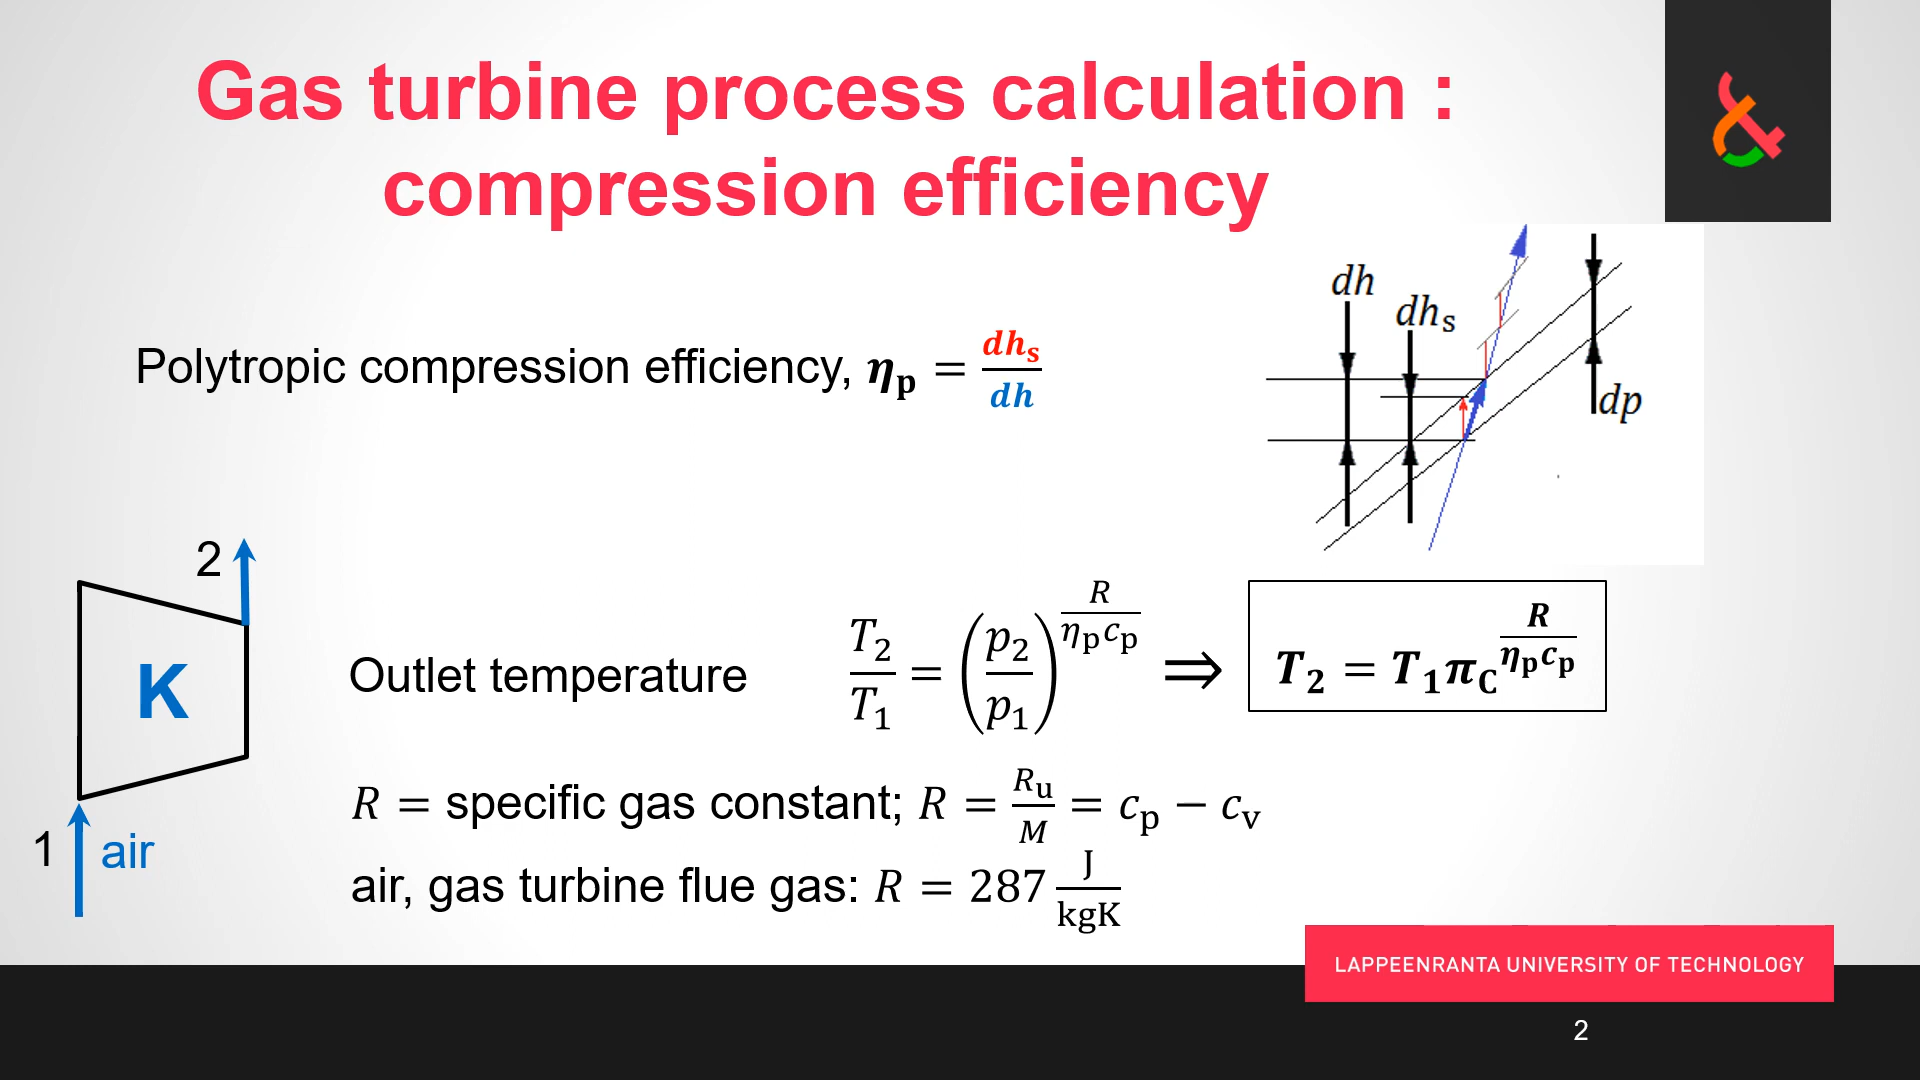 Gas turbine process calculation :
compression efficiency
dh
dhₛ
dp
Polytropic compression efficiency, 𝜼ₚ = dhₛ/dh
2
K
1
air
Outlet temperature T₂/T₁ = (p₂/p₁)^(R/(ηₚcₚ)) ⇒ T₂ = T₁π_C^(R/(ηₚcₚ))
R = specific gas constant; R = Rᵤ/M = cₚ − cᵥ
air, gas turbine flue gas: R = 287 J/kgK
LAPPEENRANTA UNIVERSITY OF TECHNOLOGY
2